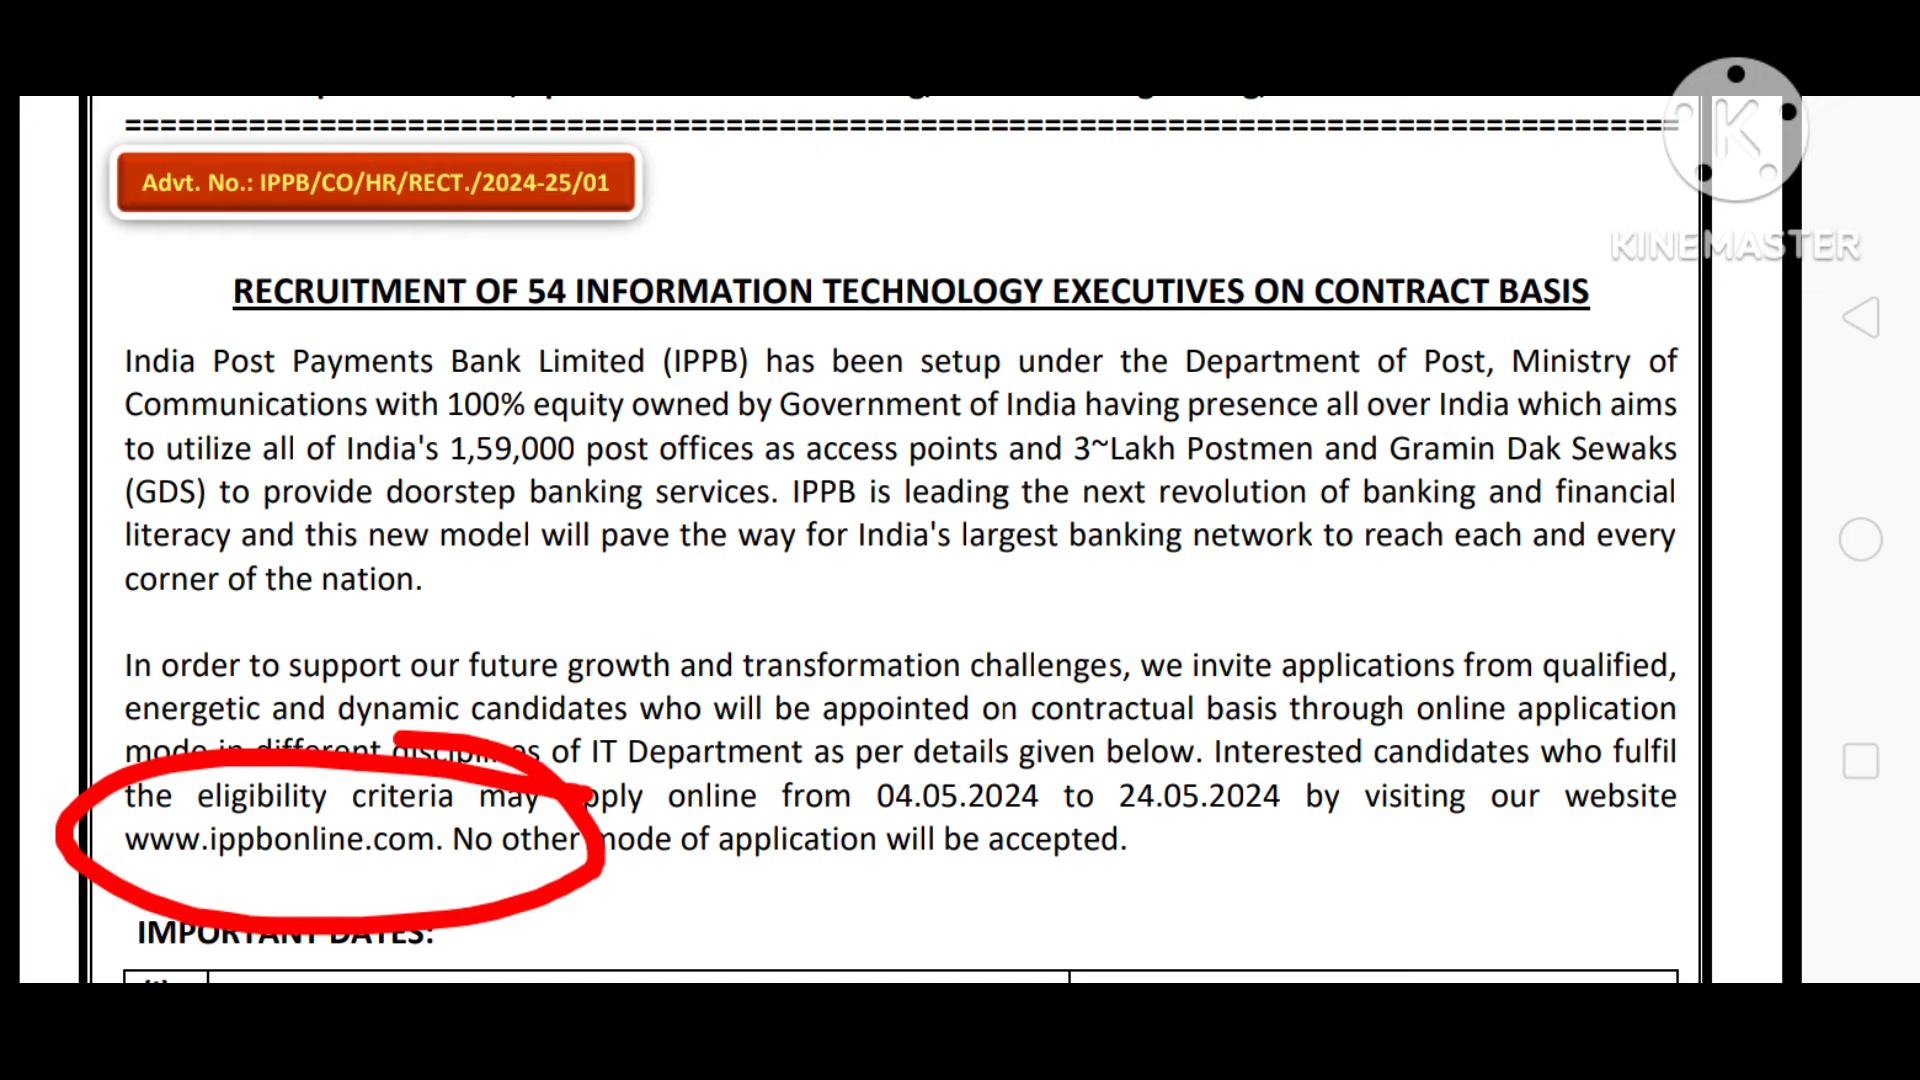 Advt. No.: IPPB/CO/HR/RECT./2024-25/01
K
KINEMASTER
RECRUITMENT OF 54 INFORMATION TECHNOLOGY EXECUTIVES ON CONTRACT BASIS
India Post Payments Bank Limited (IPPB) has been setup under the Department of Post, Ministry of
Communications with 100% equity owned by Government of India having presence all over India which aims
to utilize all of India's 1,59,000 post offices as access points and 3~Lakh Postmen and Gramin Dak Sewaks
(GDS) to provide doorstep banking services. IPPB is leading the next revolution of banking and financial
literacy and this new model will pave the way for India's largest banking network to reach each and every
corner of the nation.
In order to support our future growth and transformation challenges, we invite applications from qualified,
energetic and dynamic candidates who will be appointed on contractual basis through online application
mode in different disciplines of IT Department as per details given below. Interested candidates who fulfil
the eligibility criteria may apply online from 04.05.2024 to 24.05.2024 by visiting our website
www.ippbonline.com. No other mode of application will be accepted.
IMPORTANT DATES: